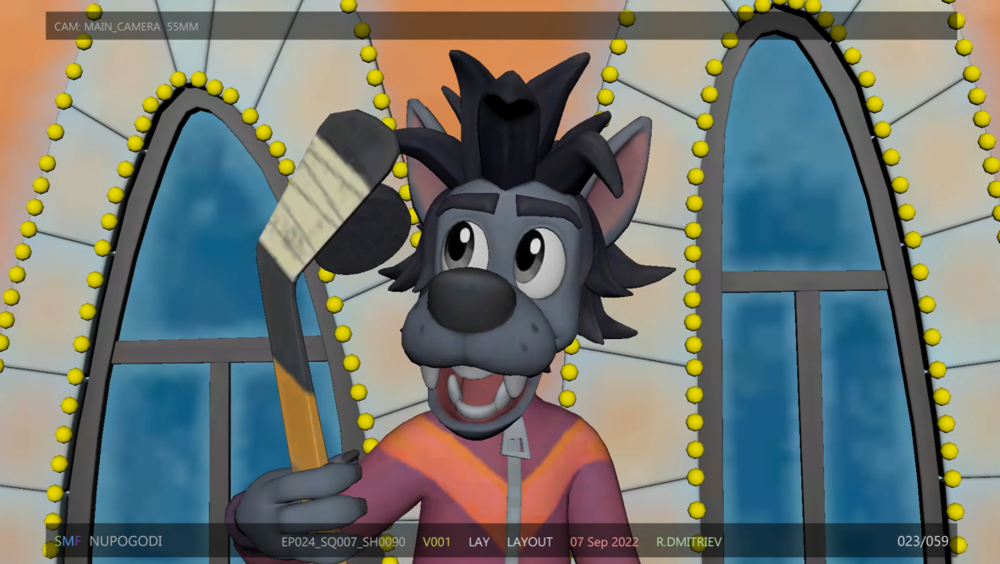 CAM: MAIN_CAMERA 55MM
SMF NUPOGODI EP024_SQ007_SH0090 V001 LAY LAYOUT 07 Sep 2022 R.DMITRIEV 023/059